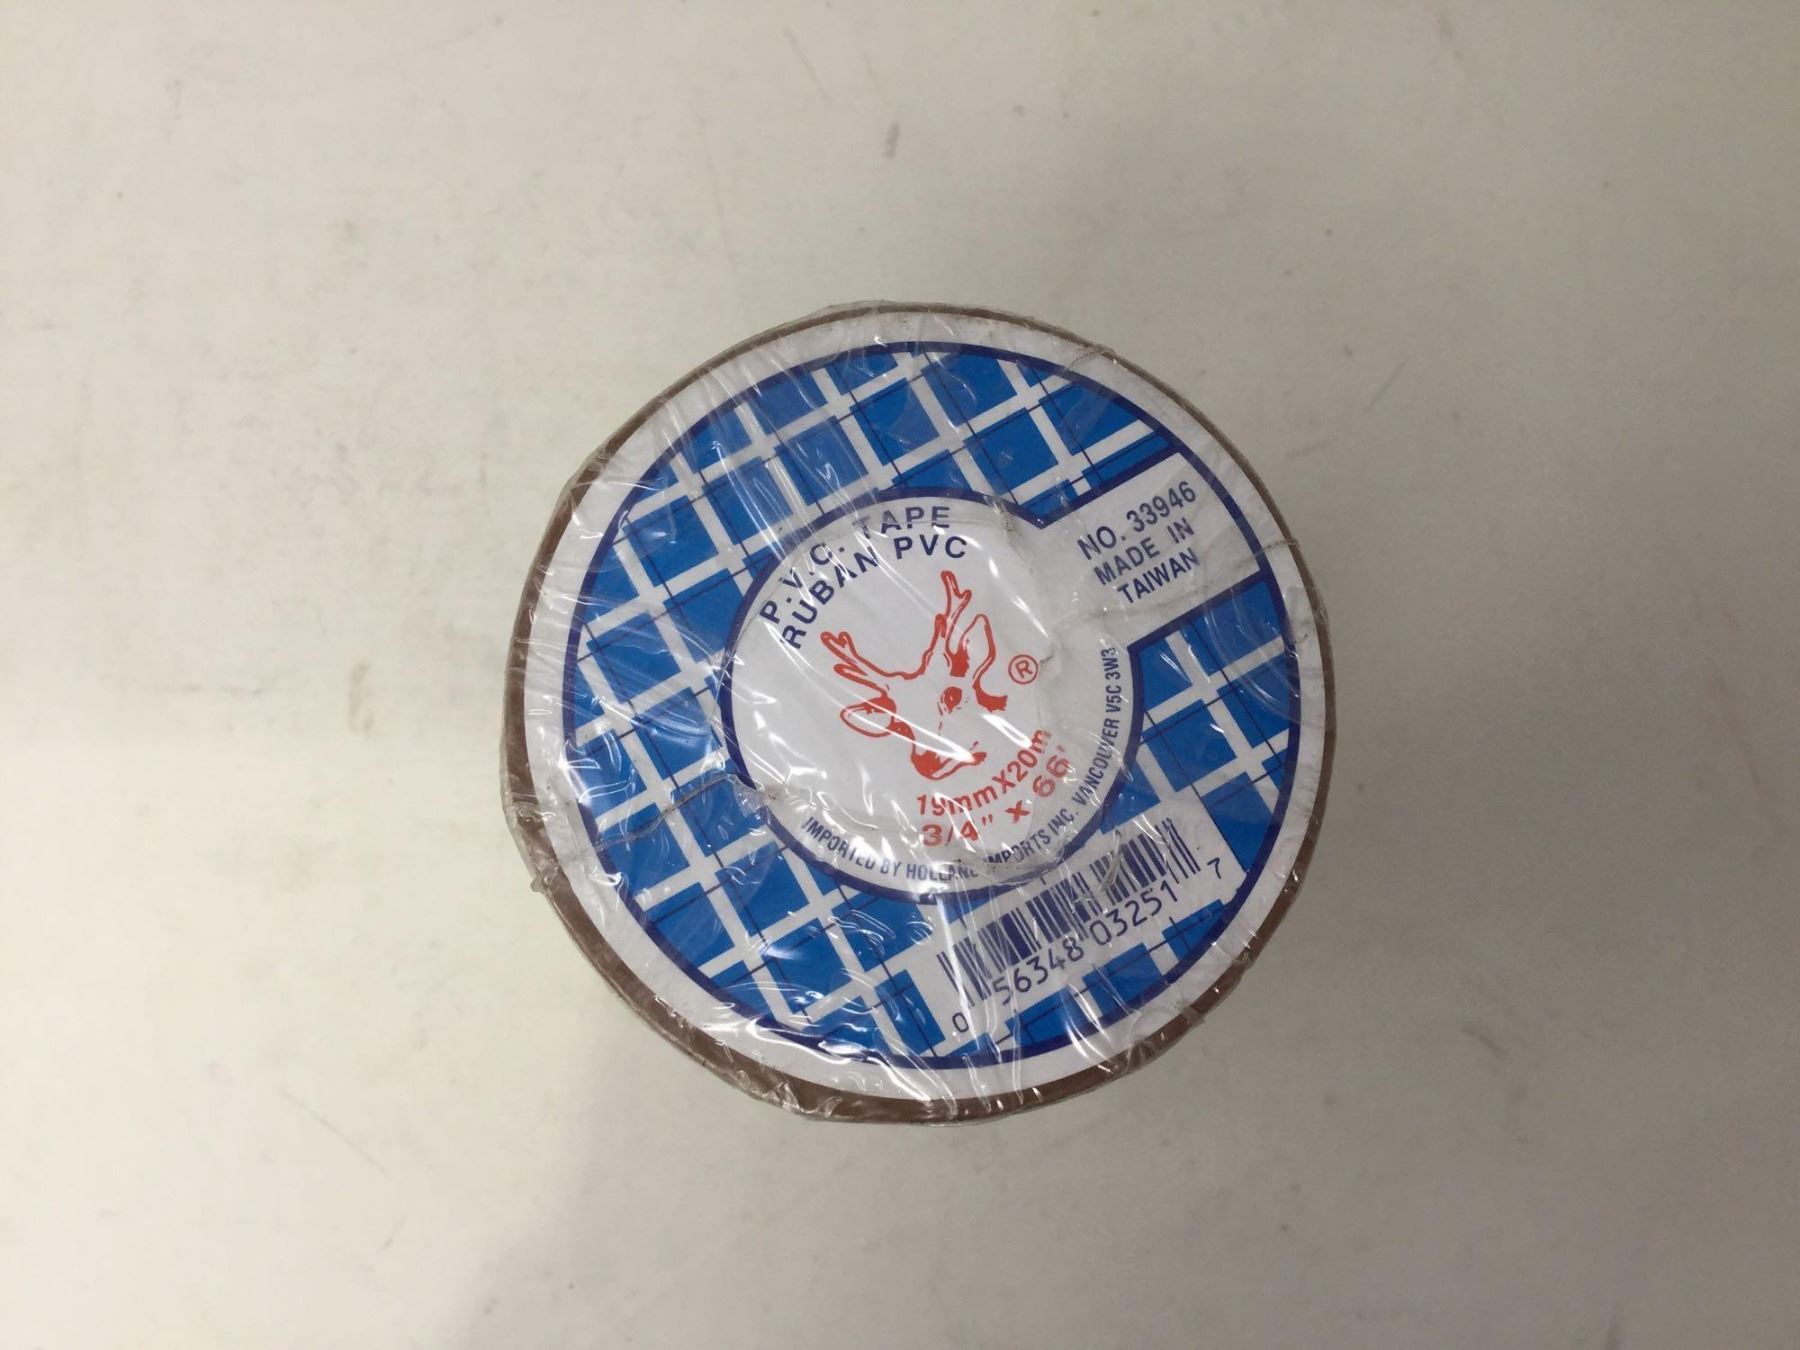 P.V.C. TAPE
RUBAN PVC
NO. 33946
MADE IN
TAIWAN
®
19mmX20m
3/4" x 66'
IMPORTED BY HOLLAND IMPORTS INC. VANCOUVER V5C 3W3
0 56348 03251 7